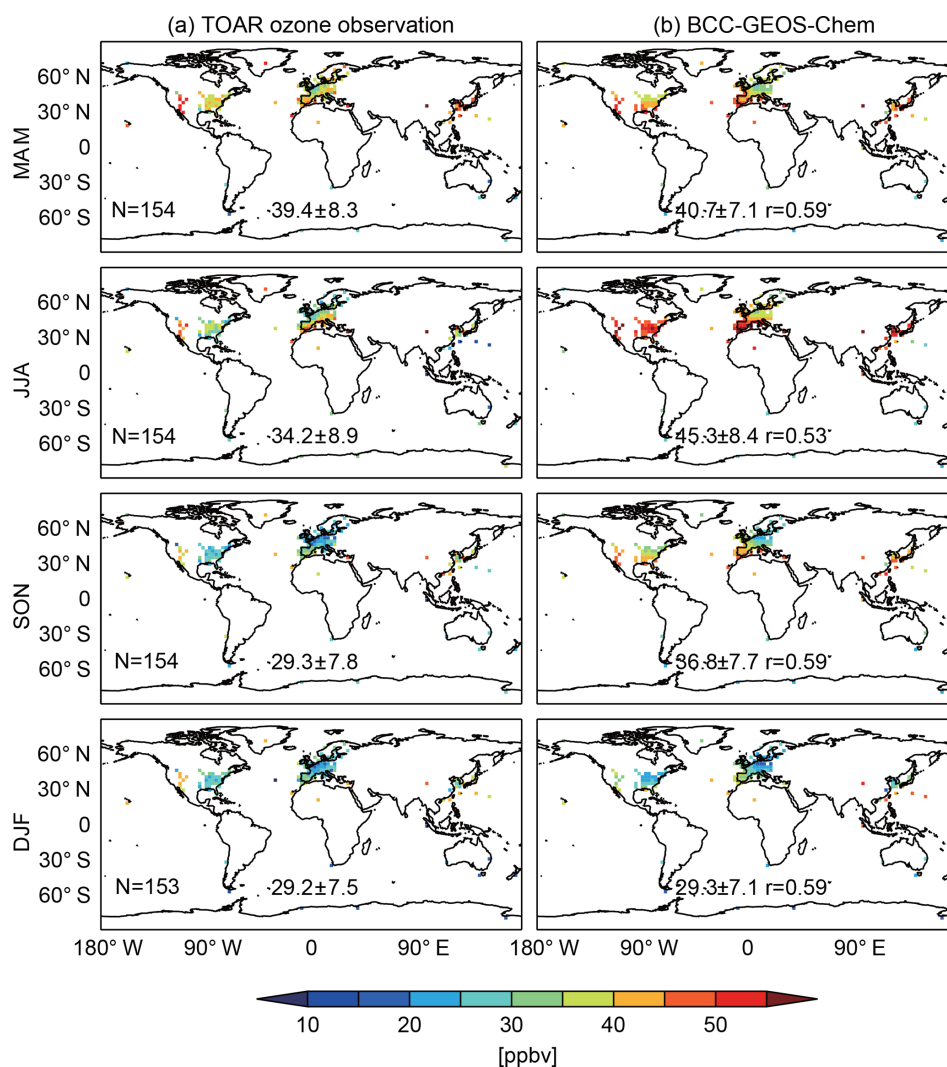 (a) TOAR ozone observation
(b) BCC-GEOS-Chem
60° N
30° N
0
30° S
60° S
MAM
N=154
39.4±8.3
40.7±7.1 r=0.59
60° N
30° N
0
30° S
60° S
JJA
N=154
34.2±8.9
45.3±8.4 r=0.53
60° N
30° N
0
30° S
60° S
SON
N=154
29.3±7.8
36.8±7.7 r=0.59
60° N
30° N
0
30° S
60° S
DJF
N=153
29.2±7.5
29.3±7.1 r=0.59
180° W
90° W
0
90° E
180° W
90° W
0
90° E
10
20
30
40
50
[ppbv]